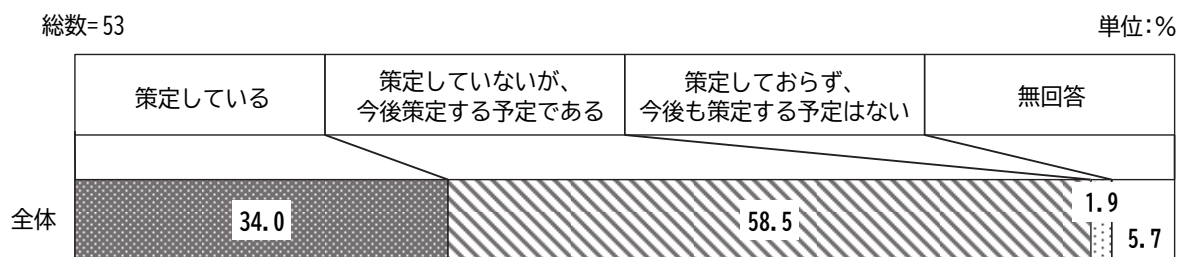 総数=53
単位：％
策定している
策定していないが、
今後策定する予定である
策定しておらず、
今後も策定する予定はない
無回答
全体
34.0
58.5
1.9
5.7